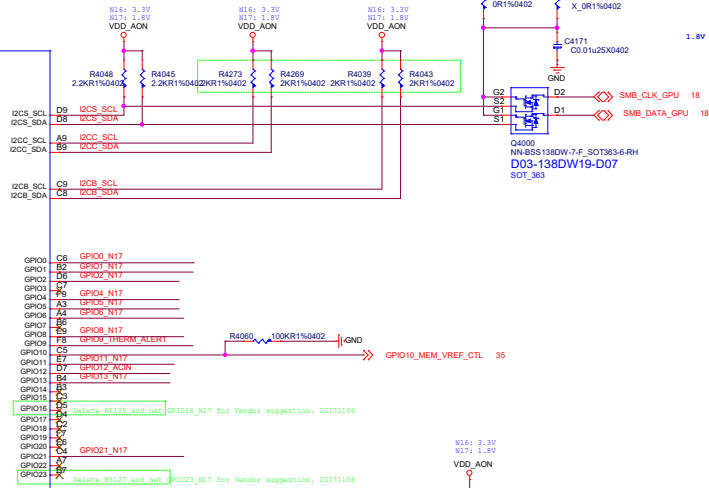 0R1%0402
X_0R1%0402
N16: 3.3V
N17: 1.8V
VDD_AON
N16: 3.3V
N17: 1.8V
VDD_AON
N16: 3.3V
N17: 1.8V
VDD_AON
1.8V
C4171
C0.01u25X0402
GND
R4048
2.2KR1%0402
R4045
2.2KR1%0402
R4273
2KR1%0402
R4269
2KR1%0402
R4039
2KR1%0402
R4043
2KR1%0402
G2
S2
G1
S1
D2
D1
SMB_CLK_GPU 18
SMB_DATA_GPU 18
Q4000
NN-BSS138DW-7-F_SOT363-6-RH
D03-138DW19-D07
SOT_363
I2CS_SCL D9 I2CS_SCL
I2CS_SDA D8 I2CS_SDA
I2CC_SCL A9 I2CC_SCL
I2CC_SDA B9 I2CC_SDA
I2CB_SCL C9 I2CB_SCL
I2CB_SDA C8 I2CB_SDA
GPIO0 C6 GPIO0_N17
GPIO1 B2 GPIO1_N17
GPIO2 D6 GPIO2_N17
GPIO3 C7
GPIO4 F9 GPIO4_N17
GPIO5 A3 GPIO5_N17
GPIO6 A4 GPIO6_N17
GPIO7 B6
GPIO8 E9 GPIO8_N17
GPIO9 F8 GPIO9_THERM_ALERT
GPIO10 C5
R4060 100KR1%0402 GND
GPIO10_MEM_VREF_CTL 35
GPIO11 E7 GPIO11_N17
GPIO12 D7 GPIO12_ACIN
GPIO13 B4 GPIO13_N17
GPIO14 B3
GPIO15 C3
GPIO16 D5 Delete R5125 and net GPIO16_N17 for Vendor suggestion. 20171106
GPIO17 D4
GPIO18 C2
GPIO19
GPIO20 E6
GPIO21 C4 GPIO21_N17
GPIO22 A7
GPIO23 B7 Delete R5127 and net GPIO23_N17 for Vendor suggestion. 20171106
N16: 3.3V
N17: 1.8V
VDD_AON